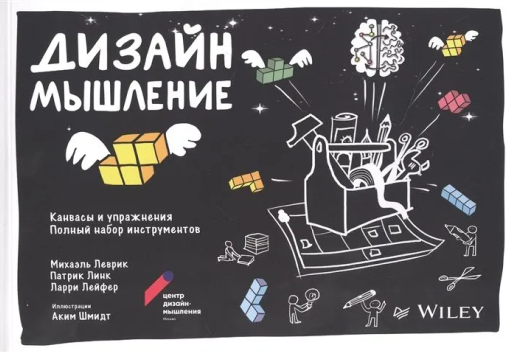 ДИЗАЙН
МЫШЛЕНИЕ
Канвасы и упражнения
Полный набор инструментов
Михаэль Леврик
Патрик Линк
Ларри Лейфер
Иллюстрации
Аким Шмидт
центр
дизайн-
мышления
Москва
WILEY